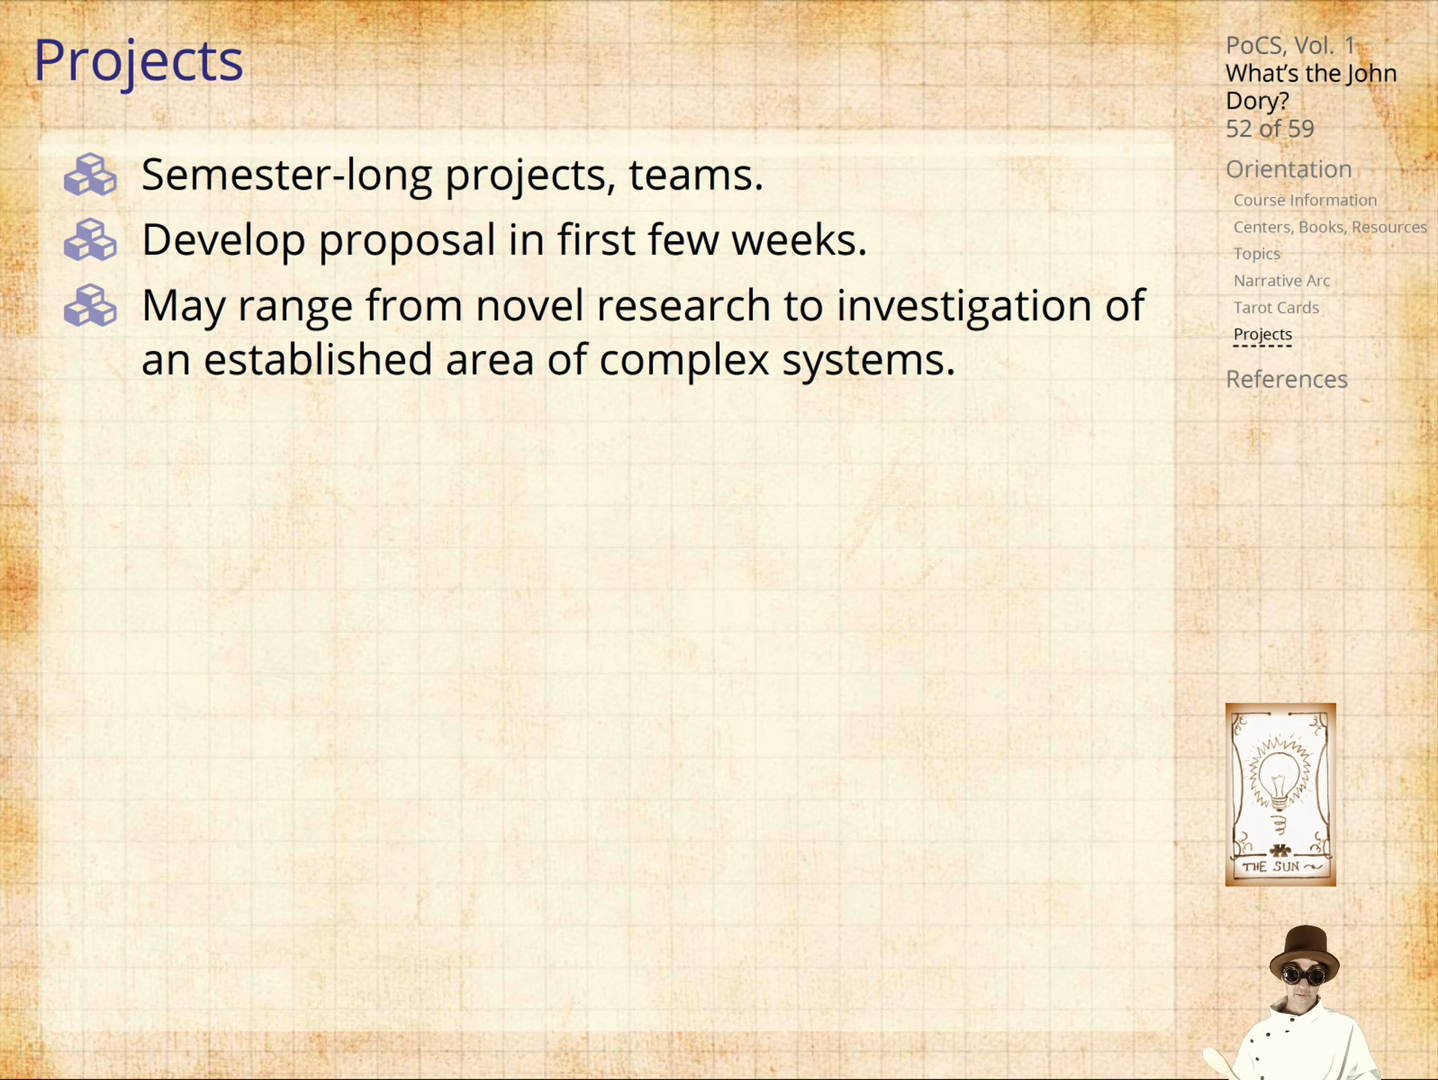 Projects
Semester-long projects, teams.
Develop proposal in first few weeks.
May range from novel research to investigation of
an established area of complex systems.
PoCS, Vol. 1
What’s the John
Dory?
52 of 59
Orientation
Course Information
Centers, Books, Resources
Topics
Narrative Arc
Tarot Cards
Projects
References
THE SUN